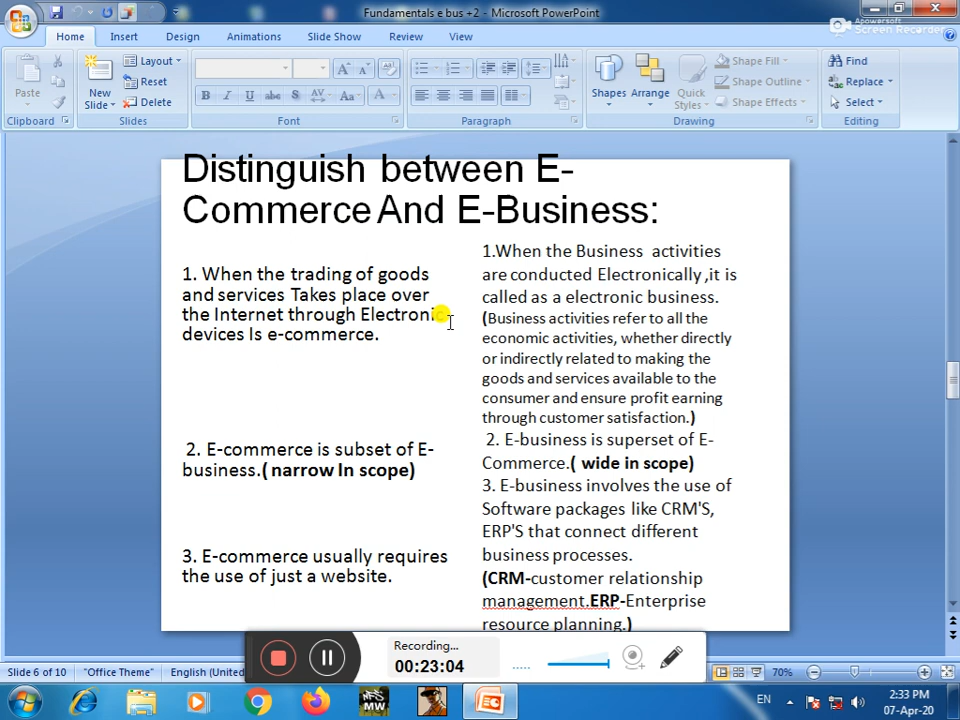 Fundamentals e bus +2 - Microsoft PowerPoint
Apowersoft
Screen Recorder
Home Insert Design Animations Slide Show Review View
Paste
New
Slide
Layout
Reset
Delete
Shapes
Arrange
Quick
Styles
Shape Fill
Shape Outline
Shape Effects
Find
Replace
Select
Clipboard Slides Font Paragraph Drawing Editing
Distinguish between E-
Commerce And E-Business:
1. When the trading of goods
and services Takes place over
the Internet through Electronic
devices Is e-commerce.
2. E-commerce is subset of E-
business.( narrow In scope)
3. E-commerce usually requires
the use of just a website.
1.When the Business activities
are conducted Electronically ,it is
called as a electronic business.
(Business activities refer to all the
economic activities, whether directly
or indirectly related to making the
goods and services available to the
consumer and ensure profit earning
through customer satisfaction.)
2. E-business is superset of E-
Commerce.( wide in scope)
3. E-business involves the use of
Software packages like CRM'S,
ERP'S that connect different
business processes.
(CRM-customer relationship
management.ERP-Enterprise
resource planning.)
Recording...
00:23:04
Slide 6 of 10 "Office Theme" English (United 70%
EN
2:33 PM
07-Apr-20